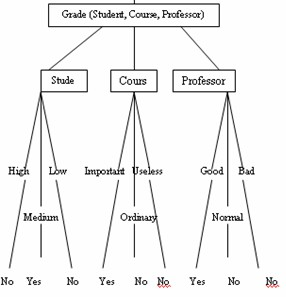 Grade (Student, Course, Professor)
Stude Cours Professor
High Low Important Useless Good Bad
Medium Ordinary Normal
No Yes No Yes No No Yes No No